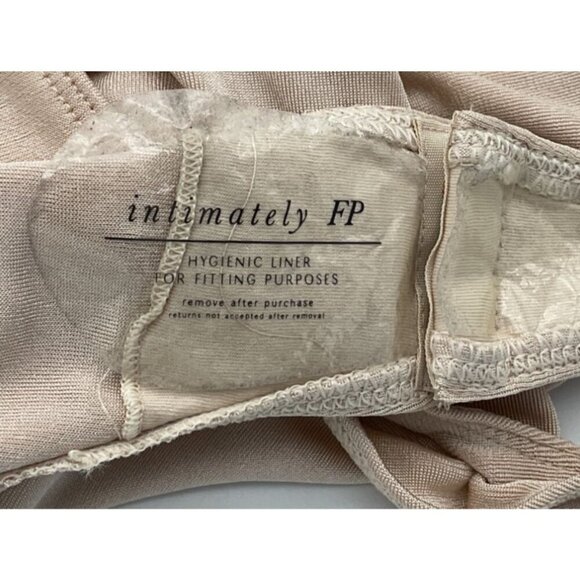 intimately FP
HYGIENIC LINER
FOR FITTING PURPOSES
remove after purchase
returns not accepted after removal